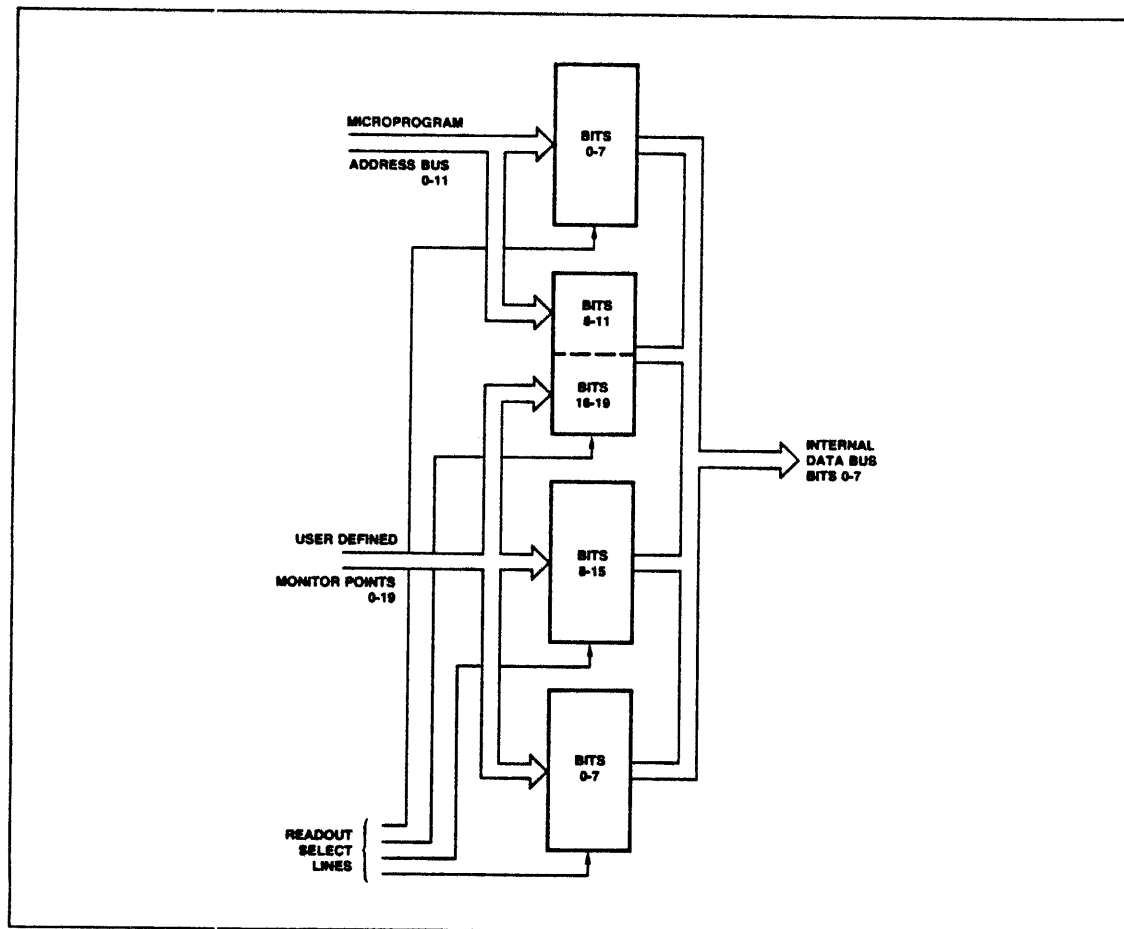 MICROPROGRAM
ADDRESS BUS
0-11
BITS
0-7
BITS
8-11
BITS
16-19
INTERNAL
DATA BUS
BITS 0-7
USER DEFINED
MONITOR POINTS
0-19
BITS
8-15
BITS
0-7
READOUT
SELECT
LINES